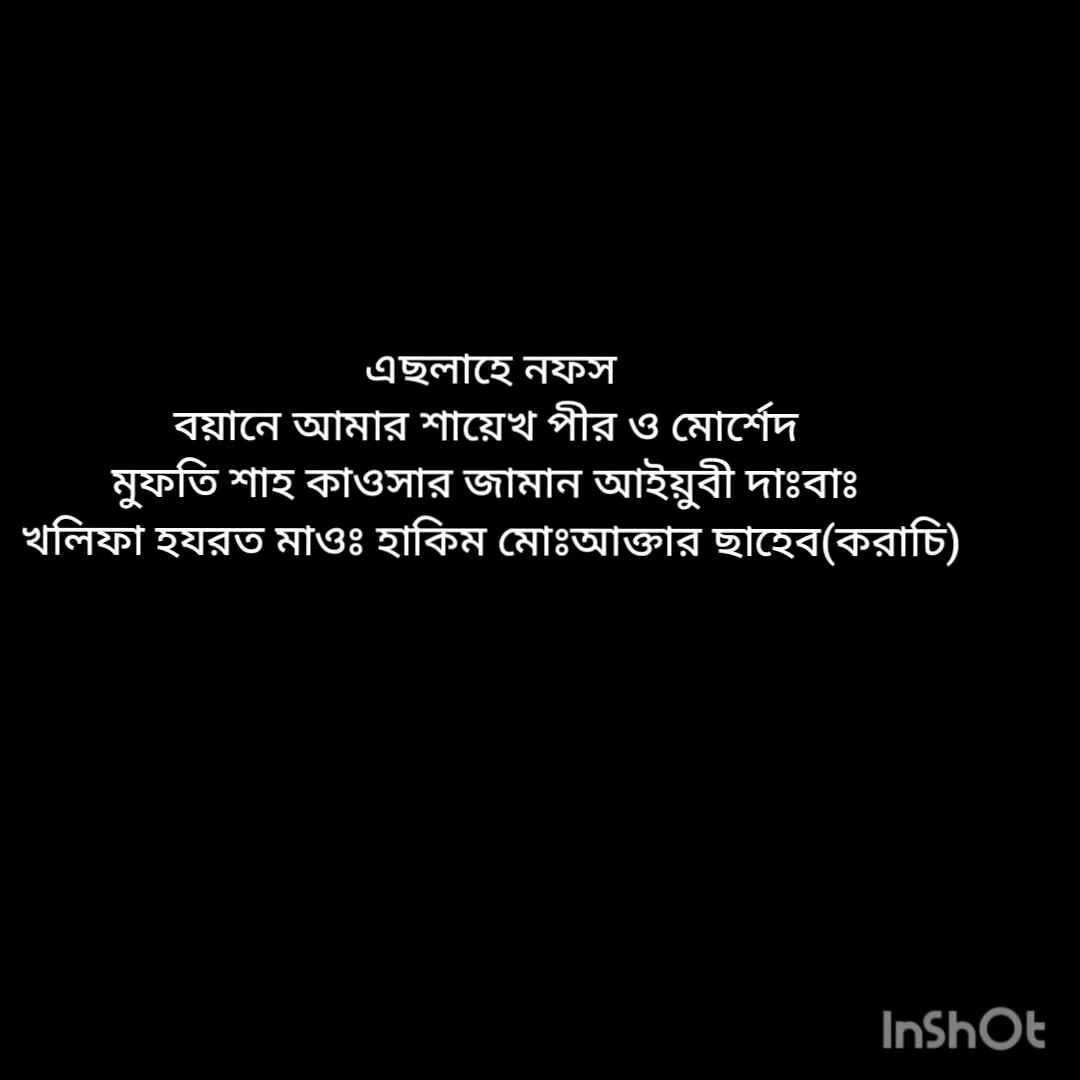 এছলাহে নফস
বয়ানে আমার শায়েখ পীর ও মোর্শেদ
মুফতি শাহ কাওসার জামান আইয়ুবী দাঃবাঃ
খলিফা হযরত মাওঃ হাকিম মোঃআক্তার ছাহেব(করাচি)
InShOt